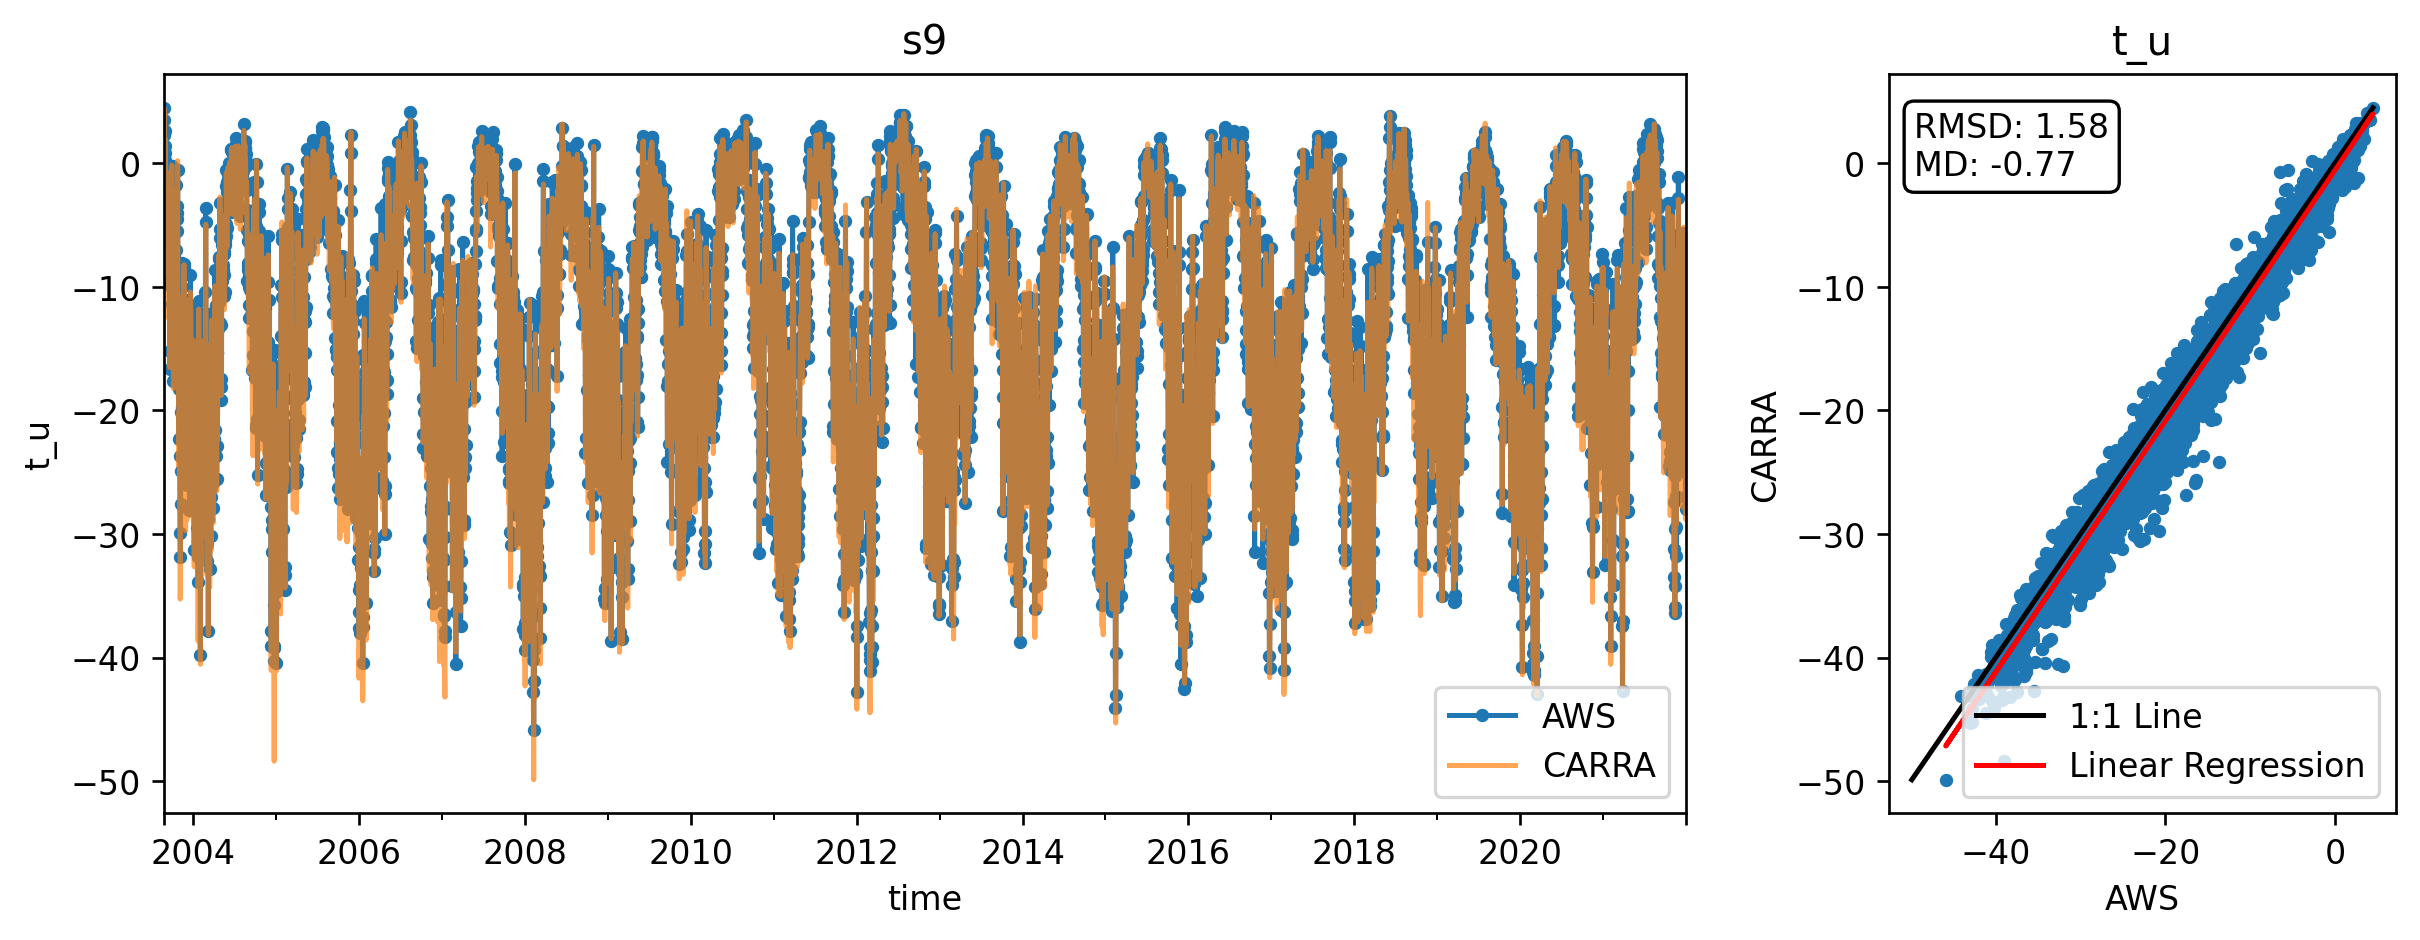 s9
t_u
0
−10
−20
−30
−40
−50
2004 2006 2008 2010 2012 2014 2016 2018 2020
time
AWS
CARRA
t_u
RMSD: 1.58
MD: -0.77
CARRA
0
−10
−20
−30
−40
−50
−40 −20 0
AWS
1:1 Line
Linear Regression